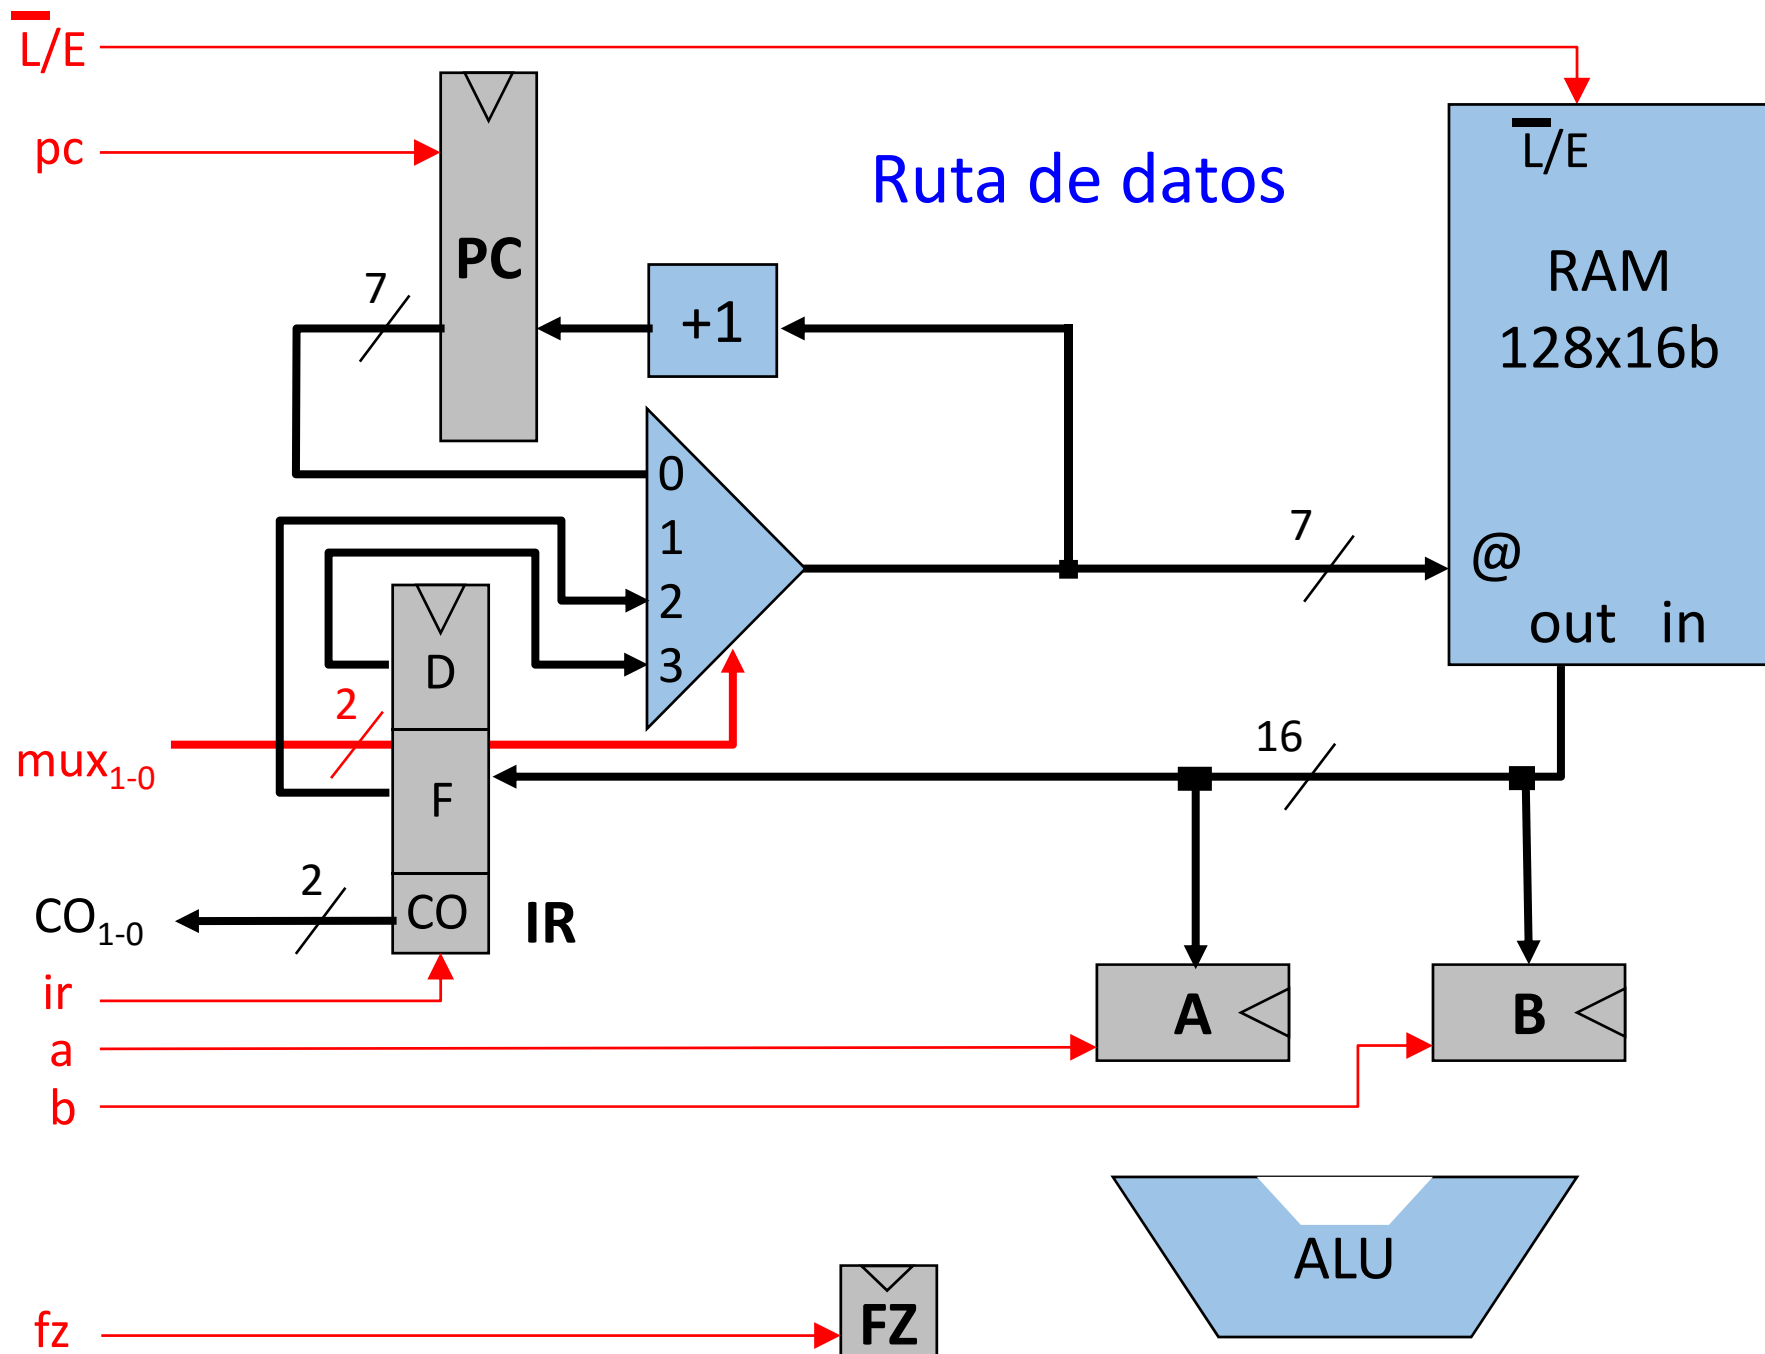 L̅/E
pc
Ruta de datos
L̅/E
RAM
128x16b
PC
7
+1
0
1
2
3
7
@
out in
D
2
mux1-0
16
F
2
CO1-0
CO
IR
ir
a
b
A
B
ALU
FZ
fz